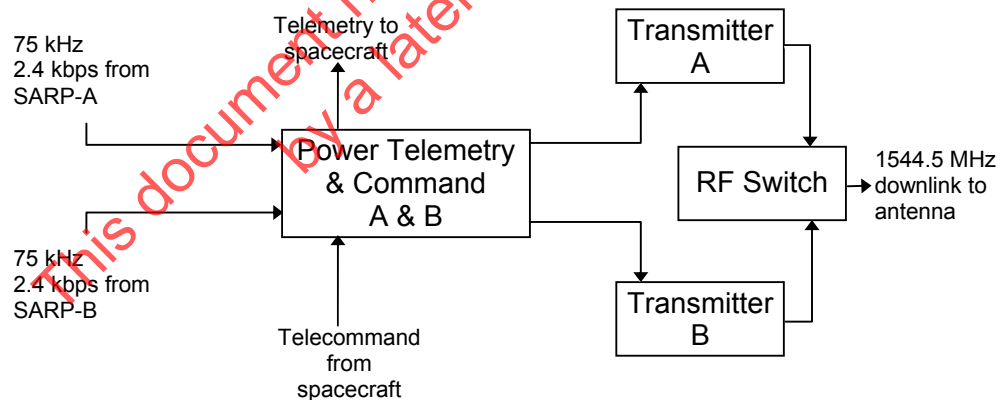 75 kHz
2.4 kbps from
SARP-A
Telemetry to
spacecraft
Transmitter
A
Power Telemetry
& Command
A & B
RF Switch
1544.5 MHz
downlink to
antenna
75 kHz
2.4 kbps from
SARP-B
Transmitter
B
Telecommand
from
spacecraft
This document
by a later